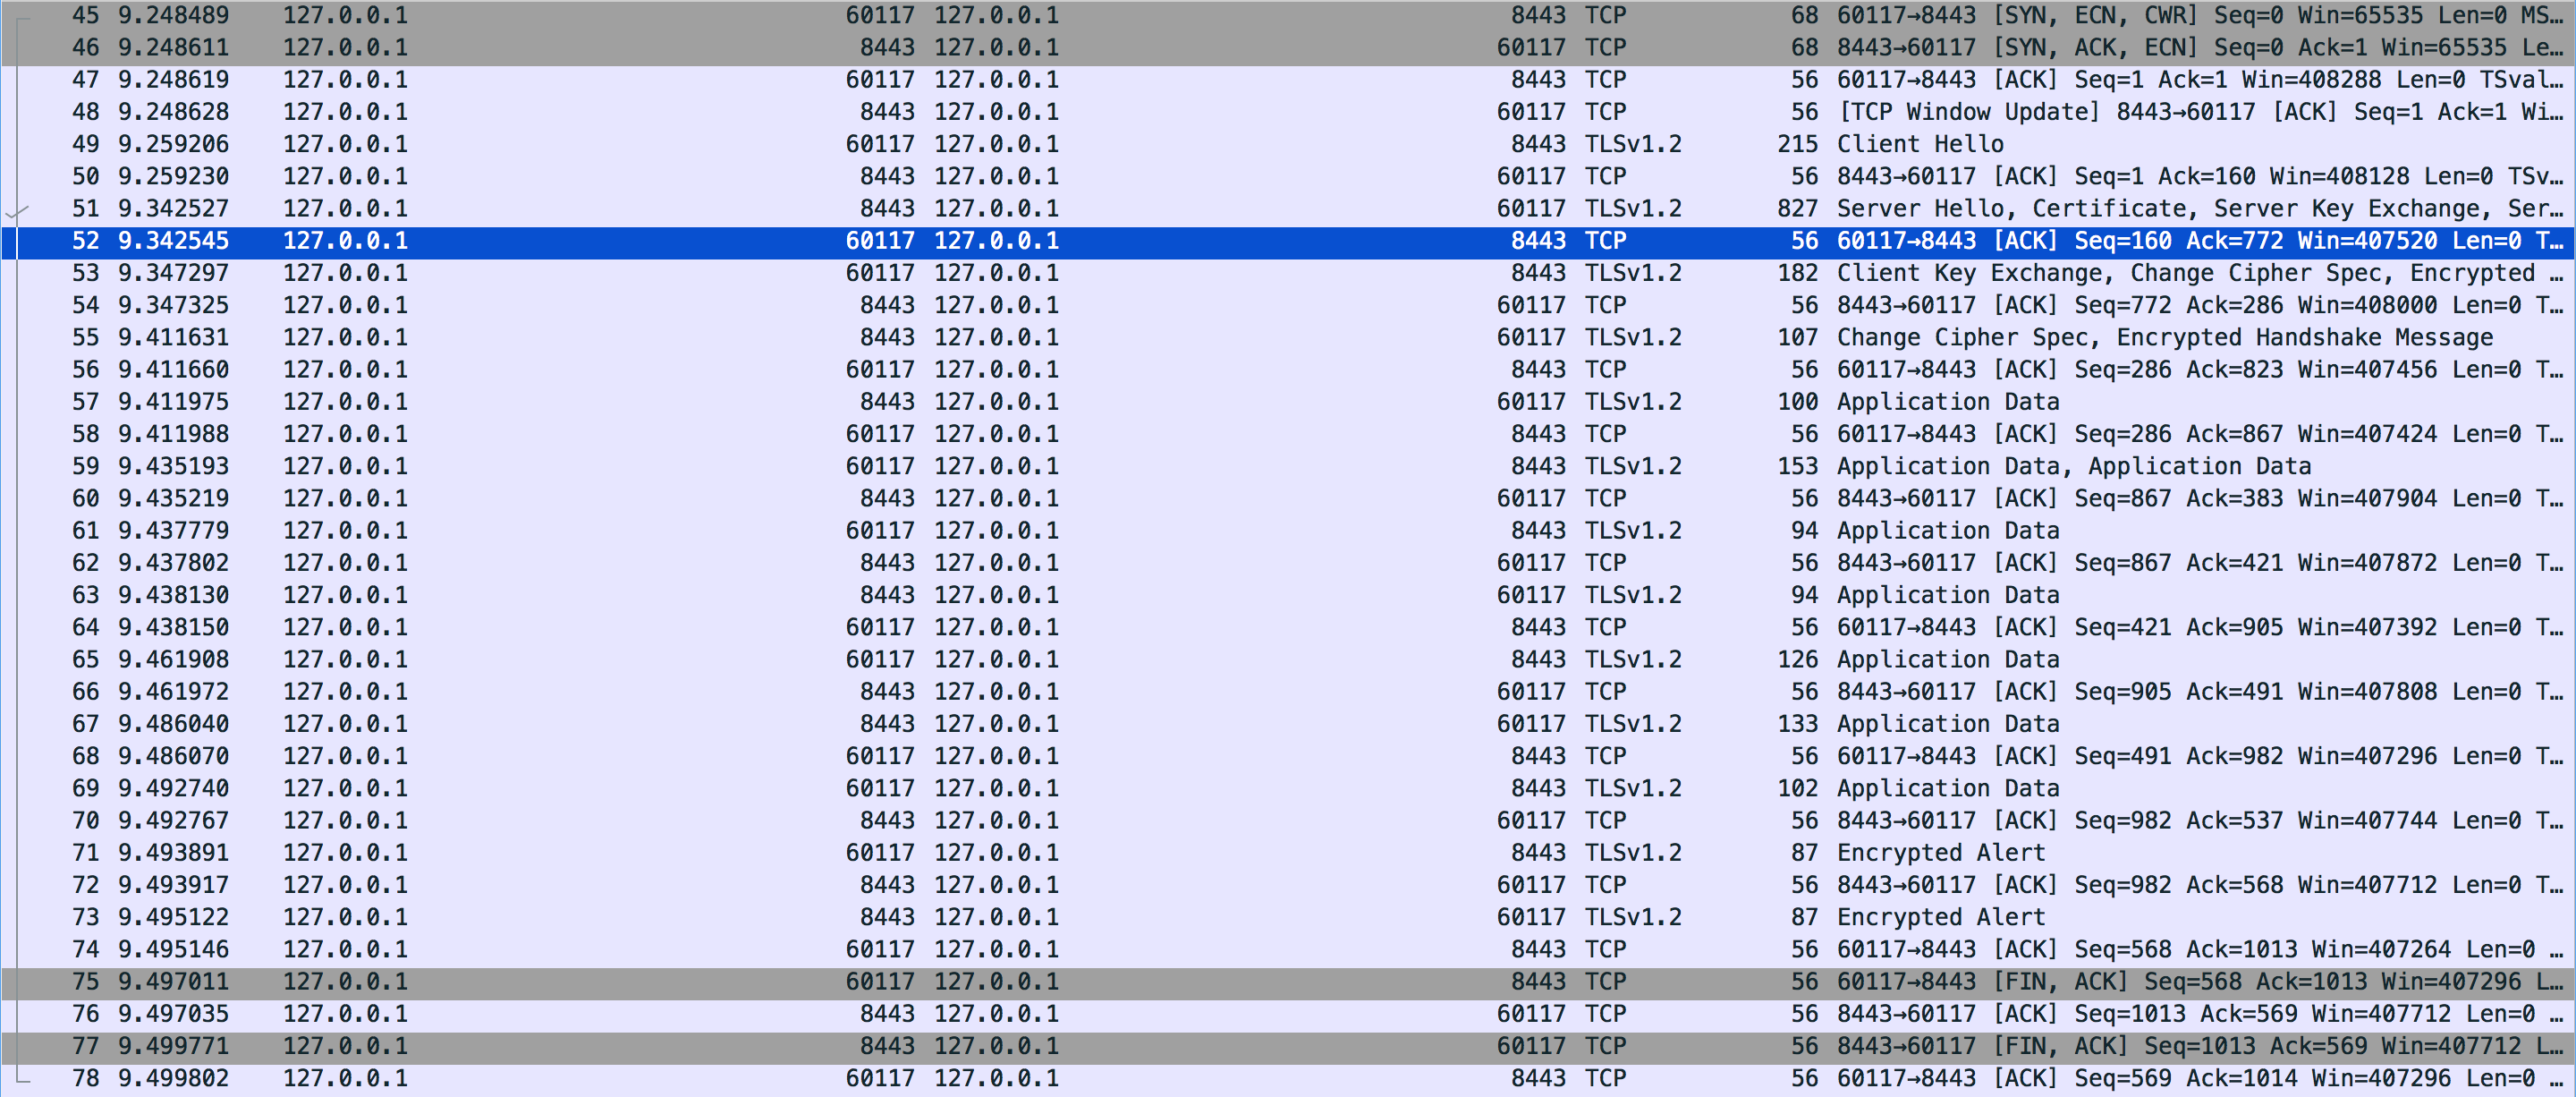 45 9.248489 127.0.0.1 60117 127.0.0.1 8443 TCP 68 60117→8443 [SYN, ECN, CWR] Seq=0 Win=65535 Len=0 MS…
46 9.248611 127.0.0.1 8443 127.0.0.1 60117 TCP 68 8443→60117 [SYN, ACK, ECN] Seq=0 Ack=1 Win=65535 Le…
47 9.248619 127.0.0.1 60117 127.0.0.1 8443 TCP 56 60117→8443 [ACK] Seq=1 Ack=1 Win=408288 Len=0 TSval…
48 9.248628 127.0.0.1 8443 127.0.0.1 60117 TCP 56 [TCP Window Update] 8443→60117 [ACK] Seq=1 Ack=1 Wi…
49 9.259206 127.0.0.1 60117 127.0.0.1 8443 TLSv1.2 215 Client Hello
50 9.259230 127.0.0.1 8443 127.0.0.1 60117 TCP 56 8443→60117 [ACK] Seq=1 Ack=160 Win=408128 Len=0 TSv…
51 9.342527 127.0.0.1 8443 127.0.0.1 60117 TLSv1.2 827 Server Hello, Certificate, Server Key Exchange, Ser…
52 9.342545 127.0.0.1 60117 127.0.0.1 8443 TCP 56 60117→8443 [ACK] Seq=160 Ack=772 Win=407520 Len=0 T…
53 9.347297 127.0.0.1 60117 127.0.0.1 8443 TLSv1.2 182 Client Key Exchange, Change Cipher Spec, Encrypted …
54 9.347325 127.0.0.1 8443 127.0.0.1 60117 TCP 56 8443→60117 [ACK] Seq=772 Ack=286 Win=408000 Len=0 T…
55 9.411631 127.0.0.1 8443 127.0.0.1 60117 TLSv1.2 107 Change Cipher Spec, Encrypted Handshake Message
56 9.411660 127.0.0.1 60117 127.0.0.1 8443 TCP 56 60117→8443 [ACK] Seq=286 Ack=823 Win=407456 Len=0 T…
57 9.411975 127.0.0.1 8443 127.0.0.1 60117 TLSv1.2 100 Application Data
58 9.411988 127.0.0.1 60117 127.0.0.1 8443 TCP 56 60117→8443 [ACK] Seq=286 Ack=867 Win=407424 Len=0 T…
59 9.435193 127.0.0.1 60117 127.0.0.1 8443 TLSv1.2 153 Application Data, Application Data
60 9.435219 127.0.0.1 8443 127.0.0.1 60117 TCP 56 8443→60117 [ACK] Seq=867 Ack=383 Win=407904 Len=0 T…
61 9.437779 127.0.0.1 60117 127.0.0.1 8443 TLSv1.2 94 Application Data
62 9.437802 127.0.0.1 8443 127.0.0.1 60117 TCP 56 8443→60117 [ACK] Seq=867 Ack=421 Win=407872 Len=0 T…
63 9.438130 127.0.0.1 8443 127.0.0.1 60117 TLSv1.2 94 Application Data
64 9.438150 127.0.0.1 60117 127.0.0.1 8443 TCP 56 60117→8443 [ACK] Seq=421 Ack=905 Win=407392 Len=0 T…
65 9.461908 127.0.0.1 60117 127.0.0.1 8443 TLSv1.2 126 Application Data
66 9.461972 127.0.0.1 8443 127.0.0.1 60117 TCP 56 8443→60117 [ACK] Seq=905 Ack=491 Win=407808 Len=0 T…
67 9.486040 127.0.0.1 8443 127.0.0.1 60117 TLSv1.2 133 Application Data
68 9.486070 127.0.0.1 60117 127.0.0.1 8443 TCP 56 60117→8443 [ACK] Seq=491 Ack=982 Win=407296 Len=0 T…
69 9.492740 127.0.0.1 60117 127.0.0.1 8443 TLSv1.2 102 Application Data
70 9.492767 127.0.0.1 8443 127.0.0.1 60117 TCP 56 8443→60117 [ACK] Seq=982 Ack=537 Win=407744 Len=0 T…
71 9.493891 127.0.0.1 60117 127.0.0.1 8443 TLSv1.2 87 Encrypted Alert
72 9.493917 127.0.0.1 8443 127.0.0.1 60117 TCP 56 8443→60117 [ACK] Seq=982 Ack=568 Win=407712 Len=0 T…
73 9.495122 127.0.0.1 8443 127.0.0.1 60117 TLSv1.2 87 Encrypted Alert
74 9.495146 127.0.0.1 60117 127.0.0.1 8443 TCP 56 60117→8443 [ACK] Seq=568 Ack=1013 Win=407264 Len=0 …
75 9.497011 127.0.0.1 60117 127.0.0.1 8443 TCP 56 60117→8443 [FIN, ACK] Seq=568 Ack=1013 Win=407296 L…
76 9.497035 127.0.0.1 8443 127.0.0.1 60117 TCP 56 8443→60117 [ACK] Seq=1013 Ack=569 Win=407712 Len=0 …
77 9.499771 127.0.0.1 8443 127.0.0.1 60117 TCP 56 8443→60117 [FIN, ACK] Seq=1013 Ack=569 Win=407712 L…
78 9.499802 127.0.0.1 60117 127.0.0.1 8443 TCP 56 60117→8443 [ACK] Seq=569 Ack=1014 Win=407296 Len=0 …